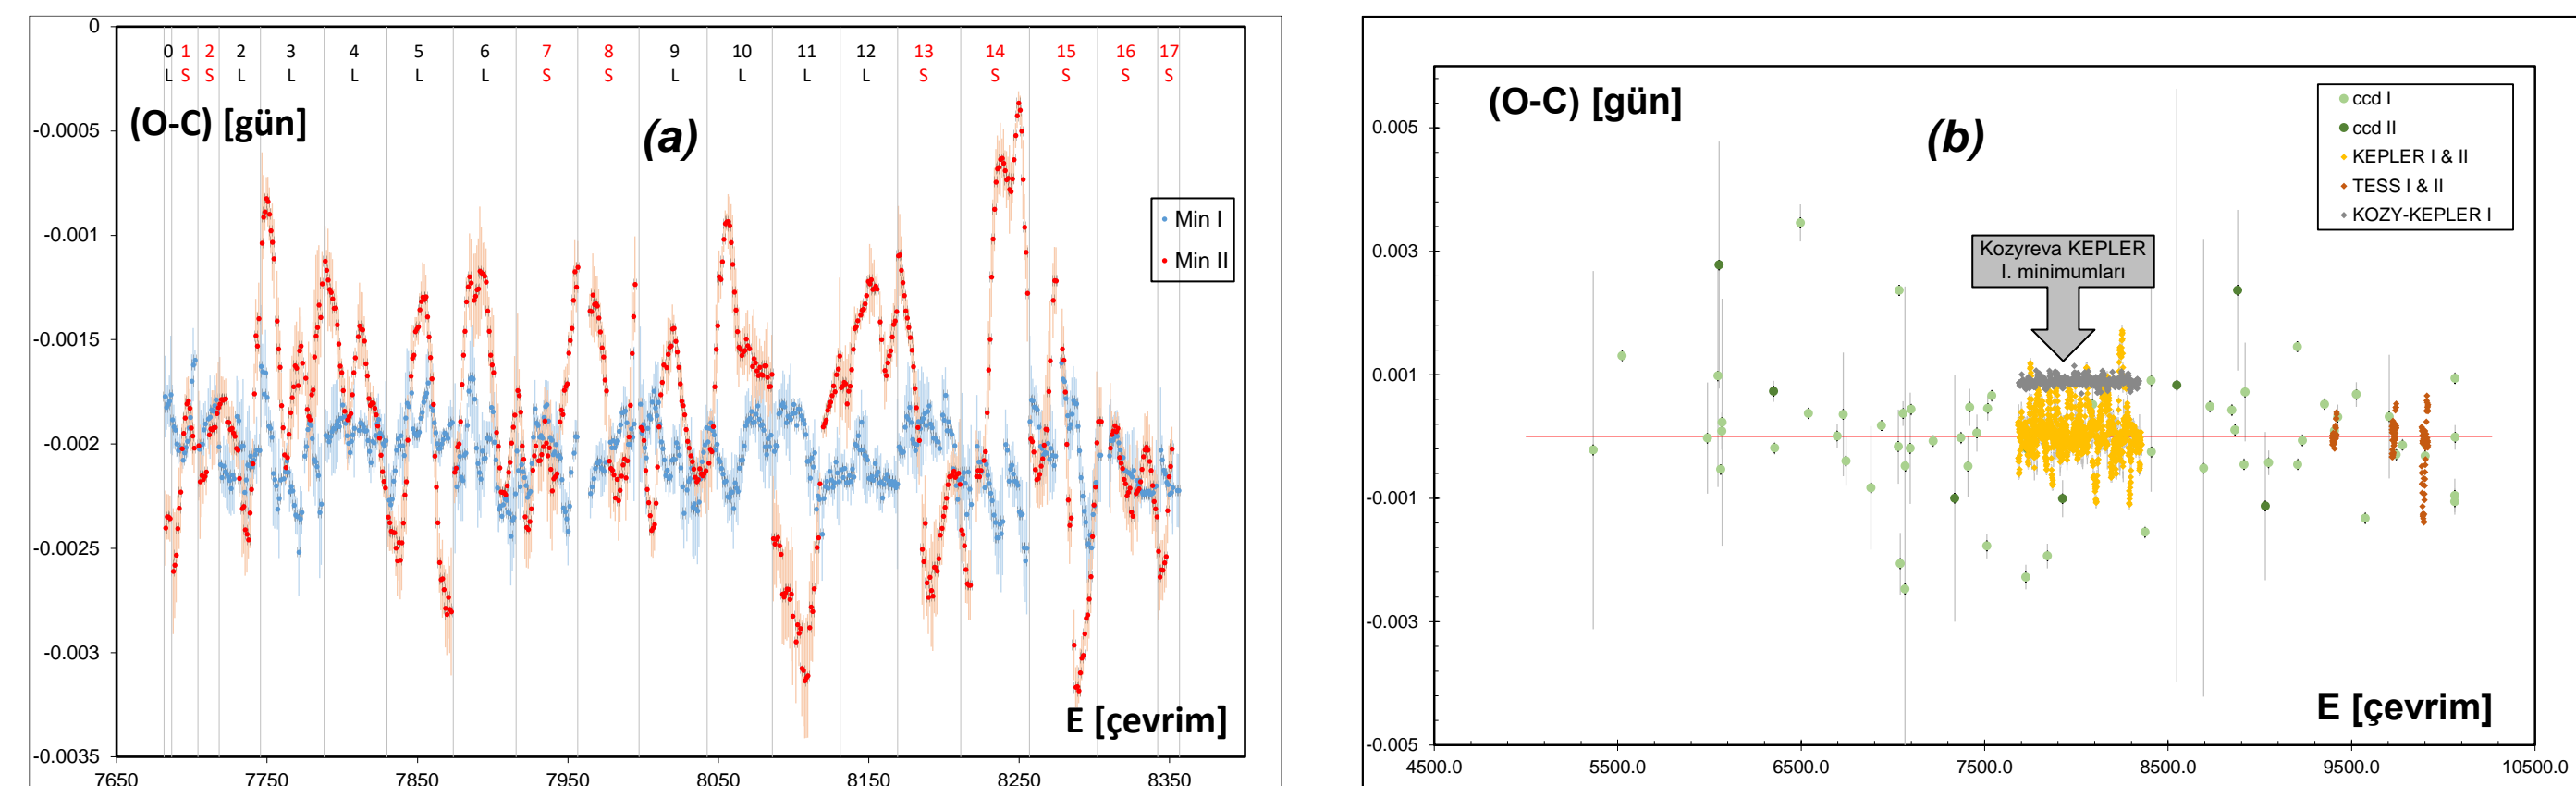 0 1 2 2 3 4 5 6 7 8 9 10 11 12 13 14 15 16 17
L S S L L L L L S S L L L L S S S S S
(O-C) [gün]
(a)
0
-0.0005
-0.001
-0.0015
-0.002
-0.0025
-0.003
-0.0035
Min I
Min II
E [çevrim]
7650 7750 7850 7950 8050 8150 8250 8350
(O-C) [gün]
(b)
ccd I
ccd II
KEPLER I & II
TESS I & II
KOZY-KEPLER I
Kozyreva KEPLER
I. minimumları
0.005
0.003
0.001
-0.001
-0.003
-0.005
E [çevrim]
4500.0 5500.0 6500.0 7500.0 8500.0 9500.0 10500.0